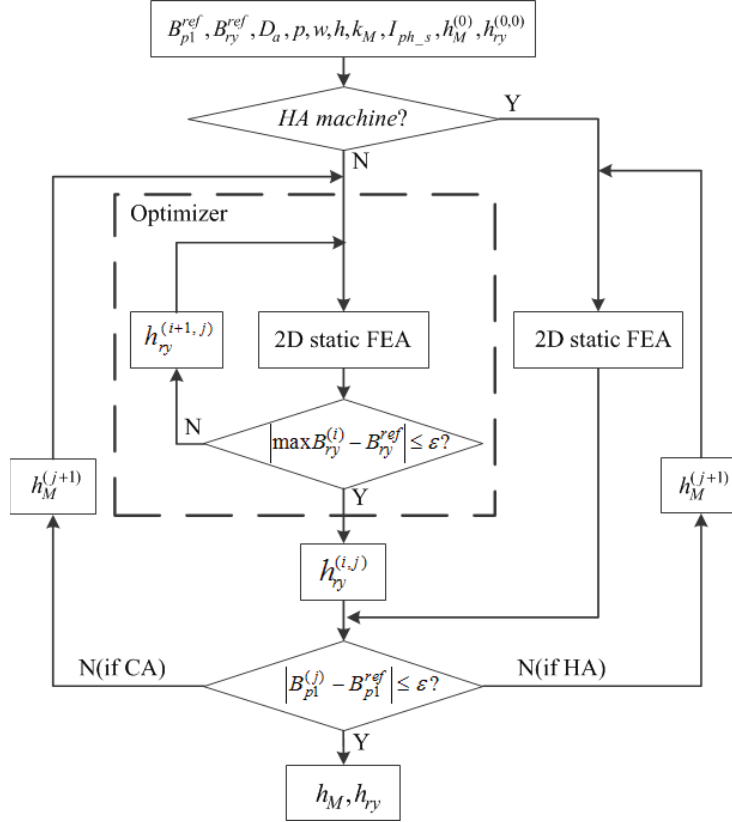 B_{p1}^{ref}, B_{ry}^{ref}, D_a, p, w, h, k_M, I_{ph\_s}, h_M^{(0)}, h_{ry}^{(0,0)}
HA machine?
Y
N
Optimizer
h_{ry}^{(i+1, j)}
2D static FEA
2D static FEA
N
|max B_{ry}^{(i)} − B_{ry}^{ref}| ≤ ε?
h_M^{(j+1)}
h_M^{(j+1)}
Y
h_{ry}^{(i,j)}
N(if CA)
N(if HA)
|B_{p1}^{(j)} − B_{p1}^{ref}| ≤ ε?
Y
h_M, h_{ry}